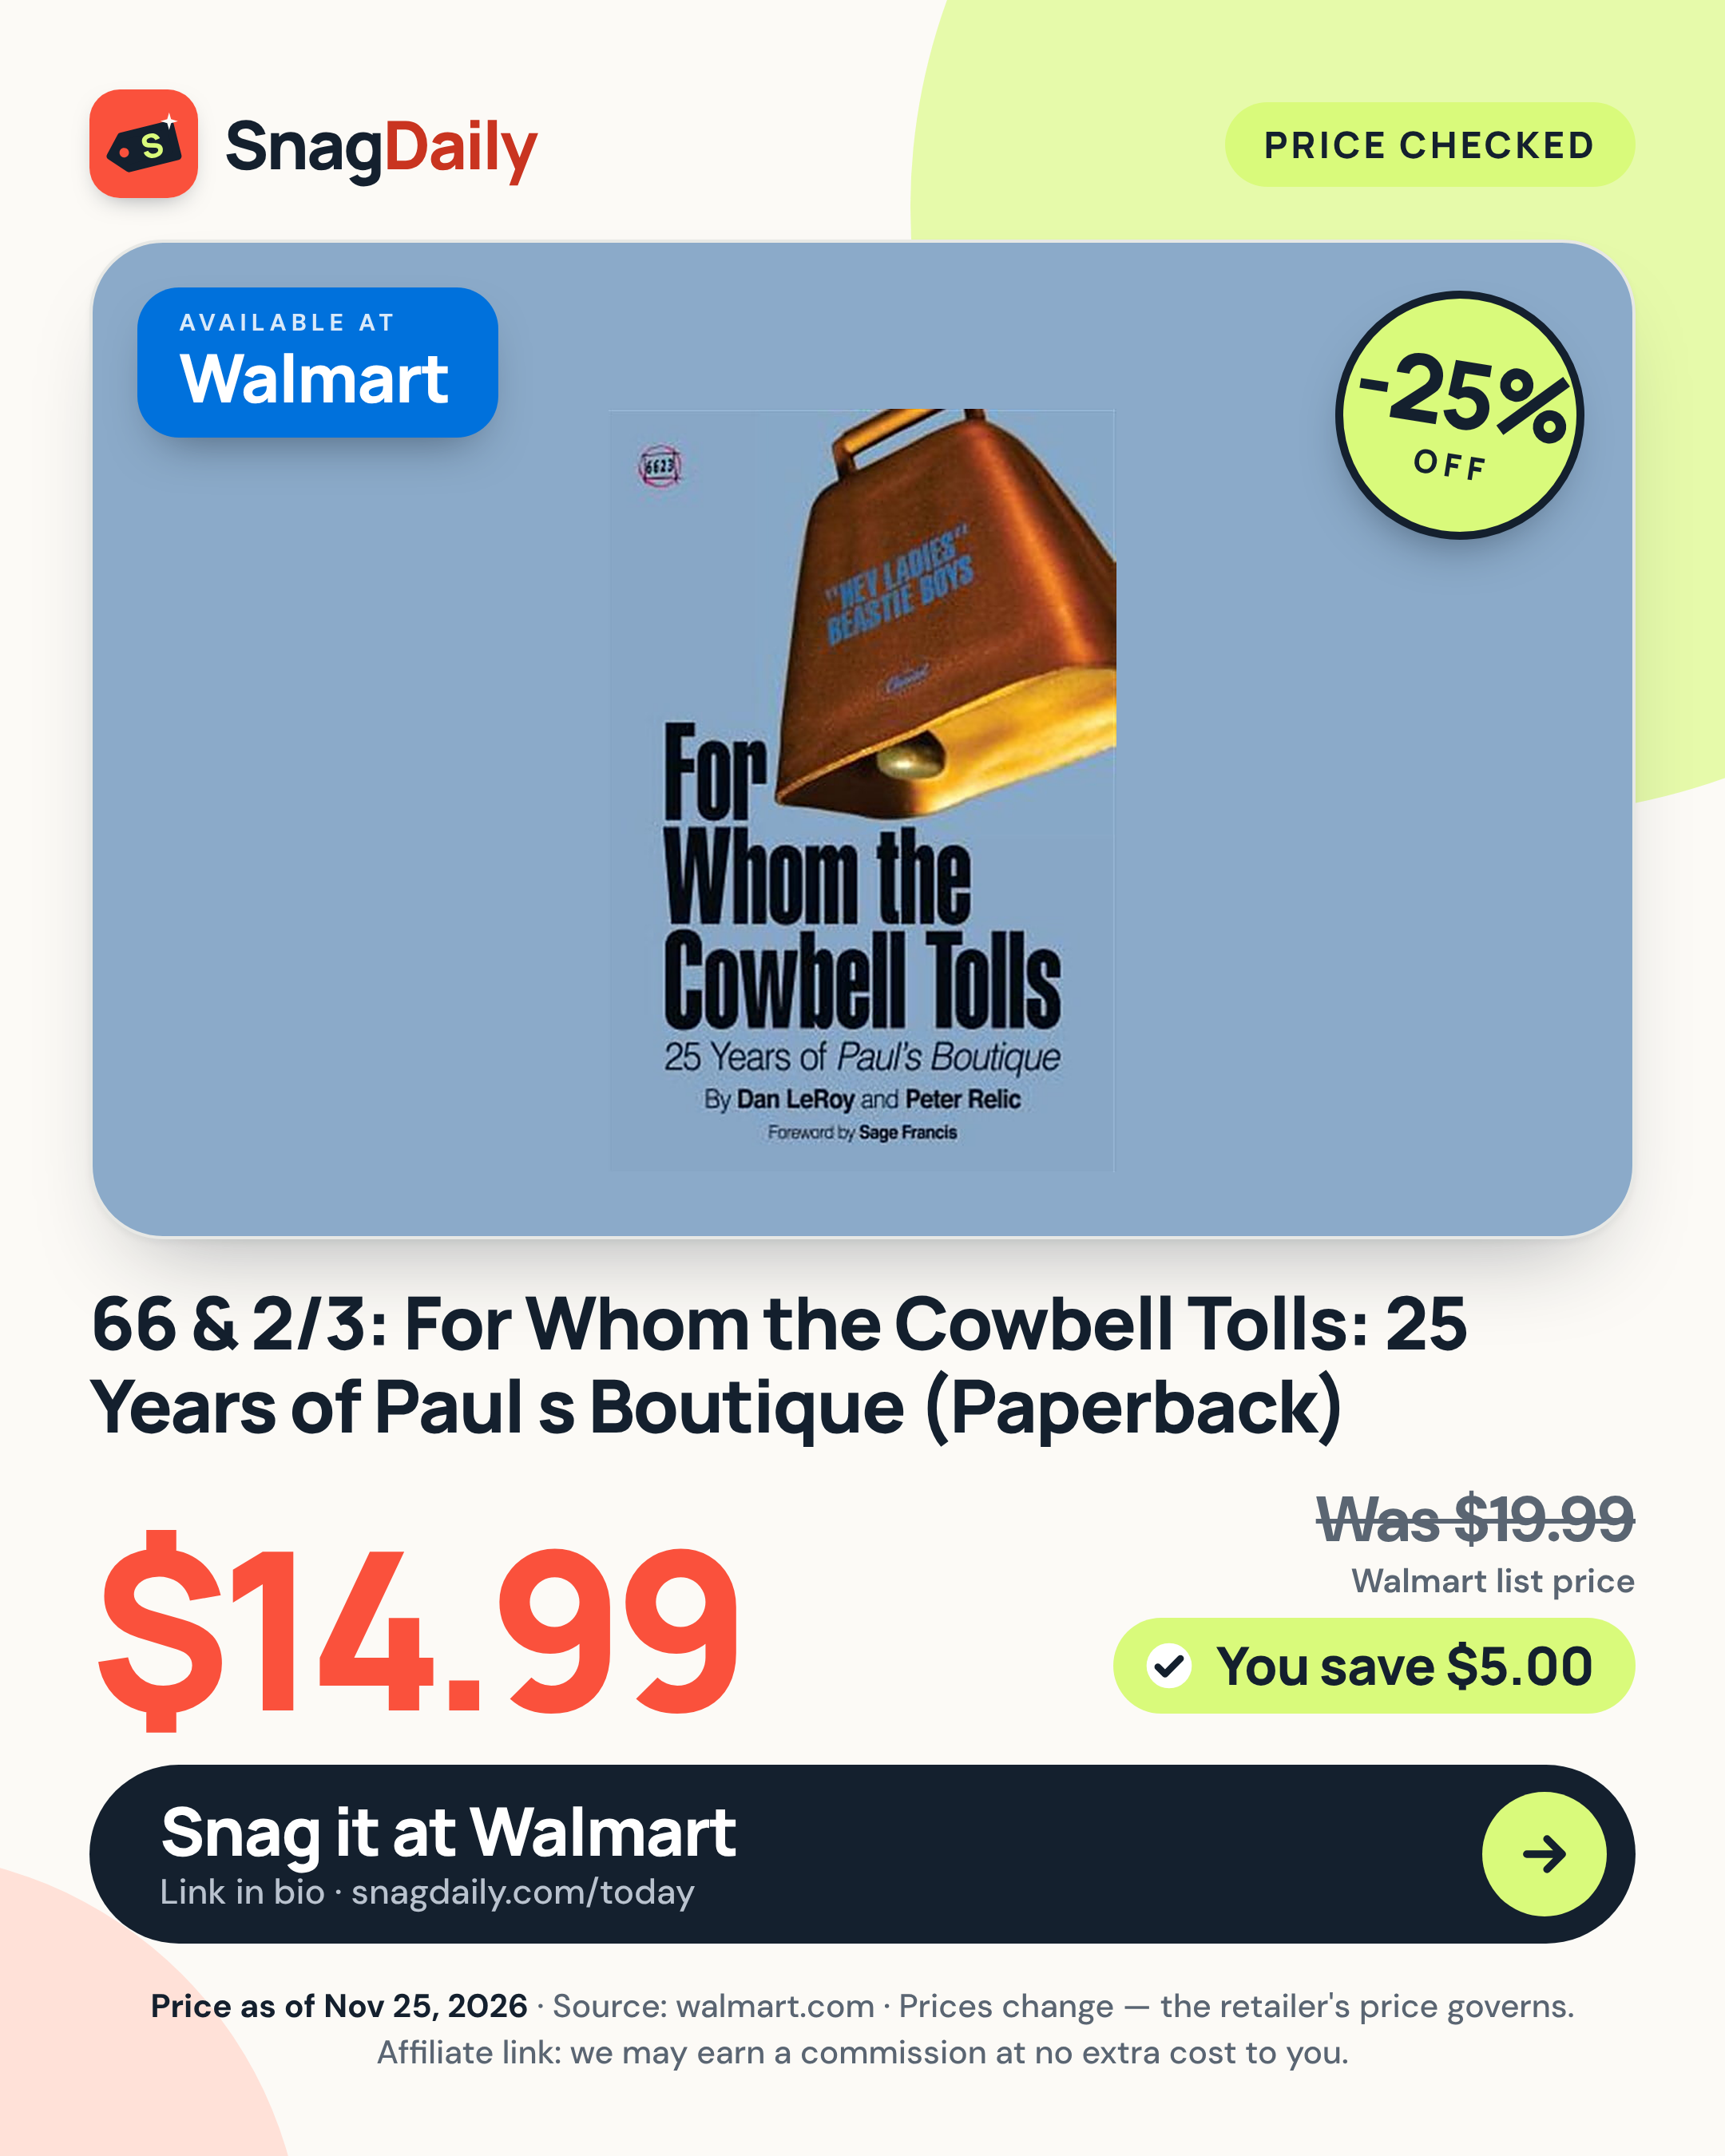 S
SnagDaily
PRICE CHECKED
AVAILABLE AT
Walmart
-25%
OFF
6623
"HEY LADIES"
BEASTIE BOYS
Capitol
For
Whom the
Cowbell Tolls
25 Years of Paul's Boutique
By Dan LeRoy and Peter Relic
Foreword by Sage Francis
66 & 2/3: For Whom the Cowbell Tolls: 25
Years of Paul s Boutique (Paperback)
$14.99
Was $19.99
Walmart list price
You save $5.00
Snag it at Walmart
Link in bio · snagdaily.com/today
Price as of Nov 25, 2026 · Source: walmart.com · Prices change — the retailer's price governs.
Affiliate link: we may earn a commission at no extra cost to you.